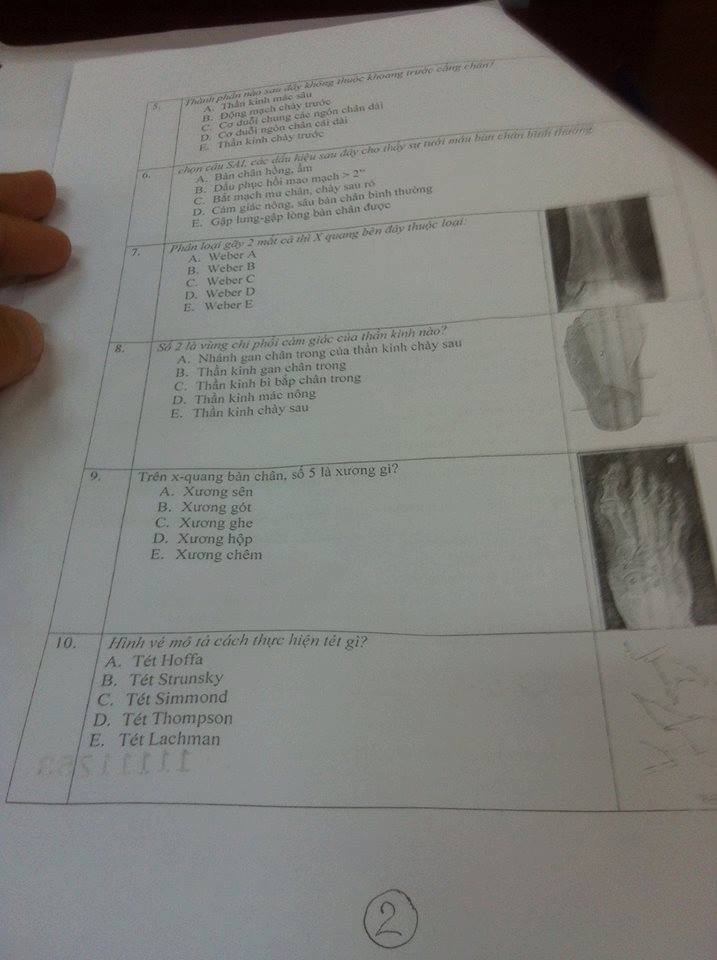 5. Thành phần nào sau đây không thuộc khoang trước cẳng chân?
A. Thần kinh mác sâu
B. Động mạch chày trước
C. Cơ duỗi chung các ngón chân dài
D. Cơ duỗi ngón chân cái dài
E. Thần kinh chày trước
6. chọn câu SAI, các dấu hiệu sau đây cho thấy sự tưới máu bàn chân bình thường
A. Bàn chân hồng, ấm
B. Dấu phục hồi mao mạch > 2"
C. Bắt mạch mu chân, chày sau rõ
D. Cảm giác nông, sâu bàn chân bình thường
E. Gập lưng-gập lòng bàn chân được
7. Phân loại gãy 2 mắt cá thì X quang bên đây thuộc loại:
A. Weber A
B. Weber B
C. Weber C
D. Weber D
E. Weber E
8. Số 2 là vùng chi phối cảm giác của thần kinh nào?
A. Nhánh gan chân trong của thần kinh chày sau
B. Thần kinh gan chân trong
C. Thần kinh bì bắp chân trong
D. Thần kinh mác nông
E. Thần kinh chày sau
9. Trên x-quang bàn chân, số 5 là xương gì?
A. Xương sên
B. Xương gót
C. Xương ghe
D. Xương hộp
E. Xương chêm
10. Hình vẽ mô tả cách thực hiện tét gì?
A. Tét Hoffa
B. Tét Strunsky
C. Tét Simmond
D. Tét Thompson
E. Tét Lachman
2